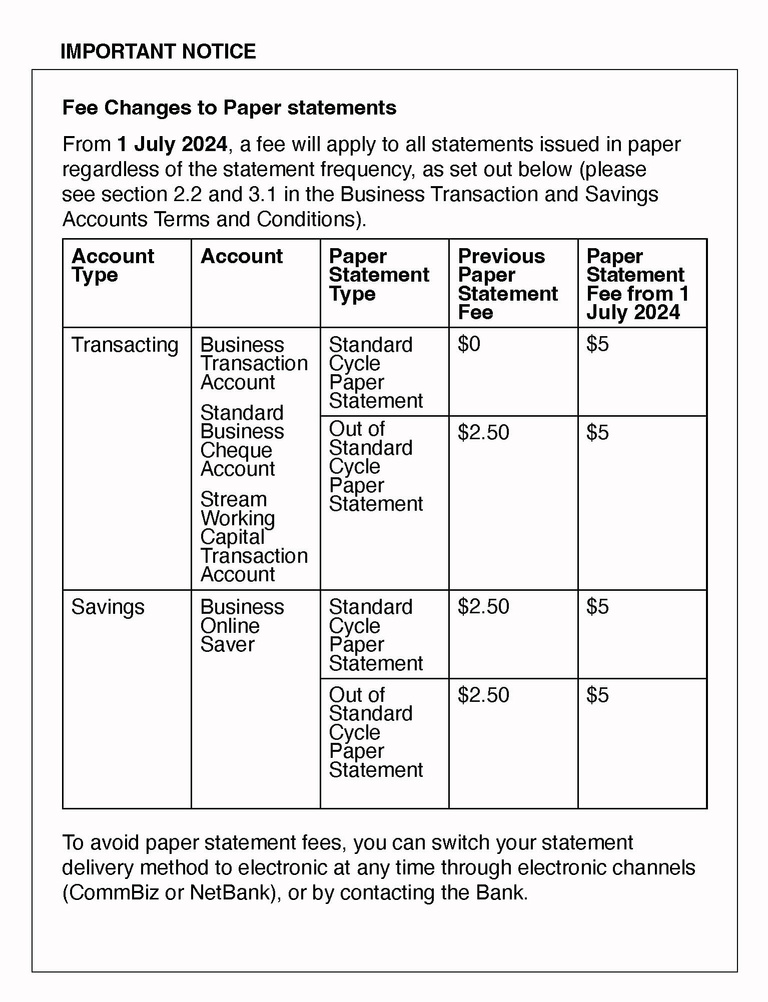 IMPORTANT NOTICE
Fee Changes to Paper statements
From 1 July 2024, a fee will apply to all statements issued in paper
regardless of the statement frequency, as set out below (please
see section 2.2 and 3.1 in the Business Transaction and Savings
Accounts Terms and Conditions).
Account
Type
Account
Paper
Statement
Type
Previous
Paper
Statement
Fee
Paper
Statement
Fee from 1
July 2024
Transacting
Business
Transaction
Account
Standard
Business
Cheque
Account
Stream
Working
Capital
Transaction
Account
Standard
Cycle
Paper
Statement
$0
$5
Out of
Standard
Cycle
Paper
Statement
$2.50
$5
Savings
Business
Online
Saver
Standard
Cycle
Paper
Statement
$2.50
$5
Out of
Standard
Cycle
Paper
Statement
$2.50
$5
To avoid paper statement fees, you can switch your statement
delivery method to electronic at any time through electronic channels
(CommBiz or NetBank), or by contacting the Bank.